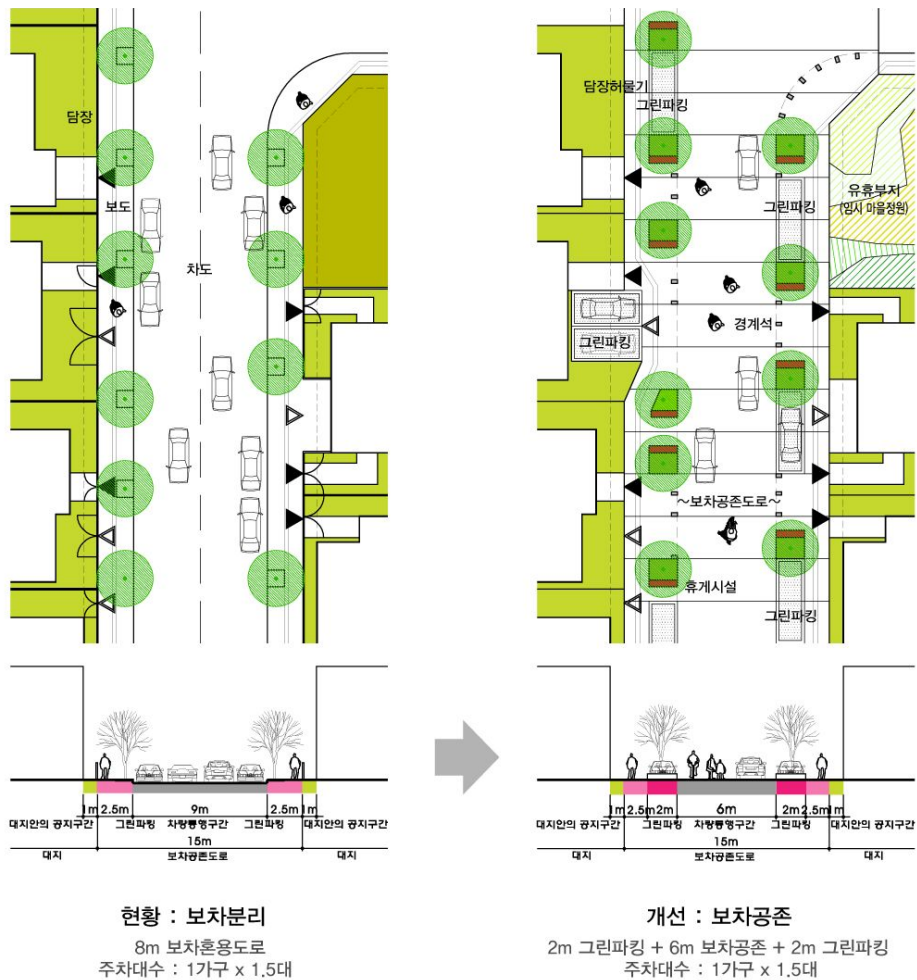 담장
보도
차도
담장허물기
그린파킹
그린파킹
유휴부지
(임시 마을정원)
그린파킹
경계석
~보차공존도로~
휴게시설
그린파킹
1m 2.5m 9m 2.5m 1m
대지안의 공지구간 그린파킹 차량통행구간 그린파킹 대지안의 공지구간
15m
대지 보차공존도로 대지
1m 2.5m 2m 6m 2m 2.5m 1m
대지안의 공지구간 그린파킹 차량통행구간 그린파킹 대지안의 공지구간
15m
대지 보차공존도로 대지
현황 : 보차분리
8m 보차혼용도로
주차대수 : 1가구 x 1.5대
개선 : 보차공존
2m 그린파킹 + 6m 보차공존 + 2m 그린파킹
주차대수 : 1가구 x 1.5대